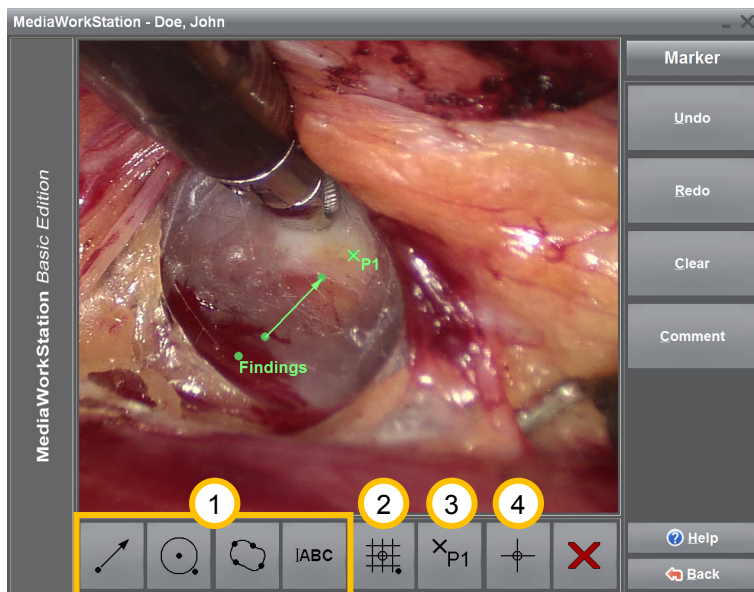 MediaWorkStation - Doe, John
MediaWorkStation Basic Edition
P1
Findings
Marker
Undo
Redo
Clear
Comment
1
2
3
4
ABC
P1
Help
Back